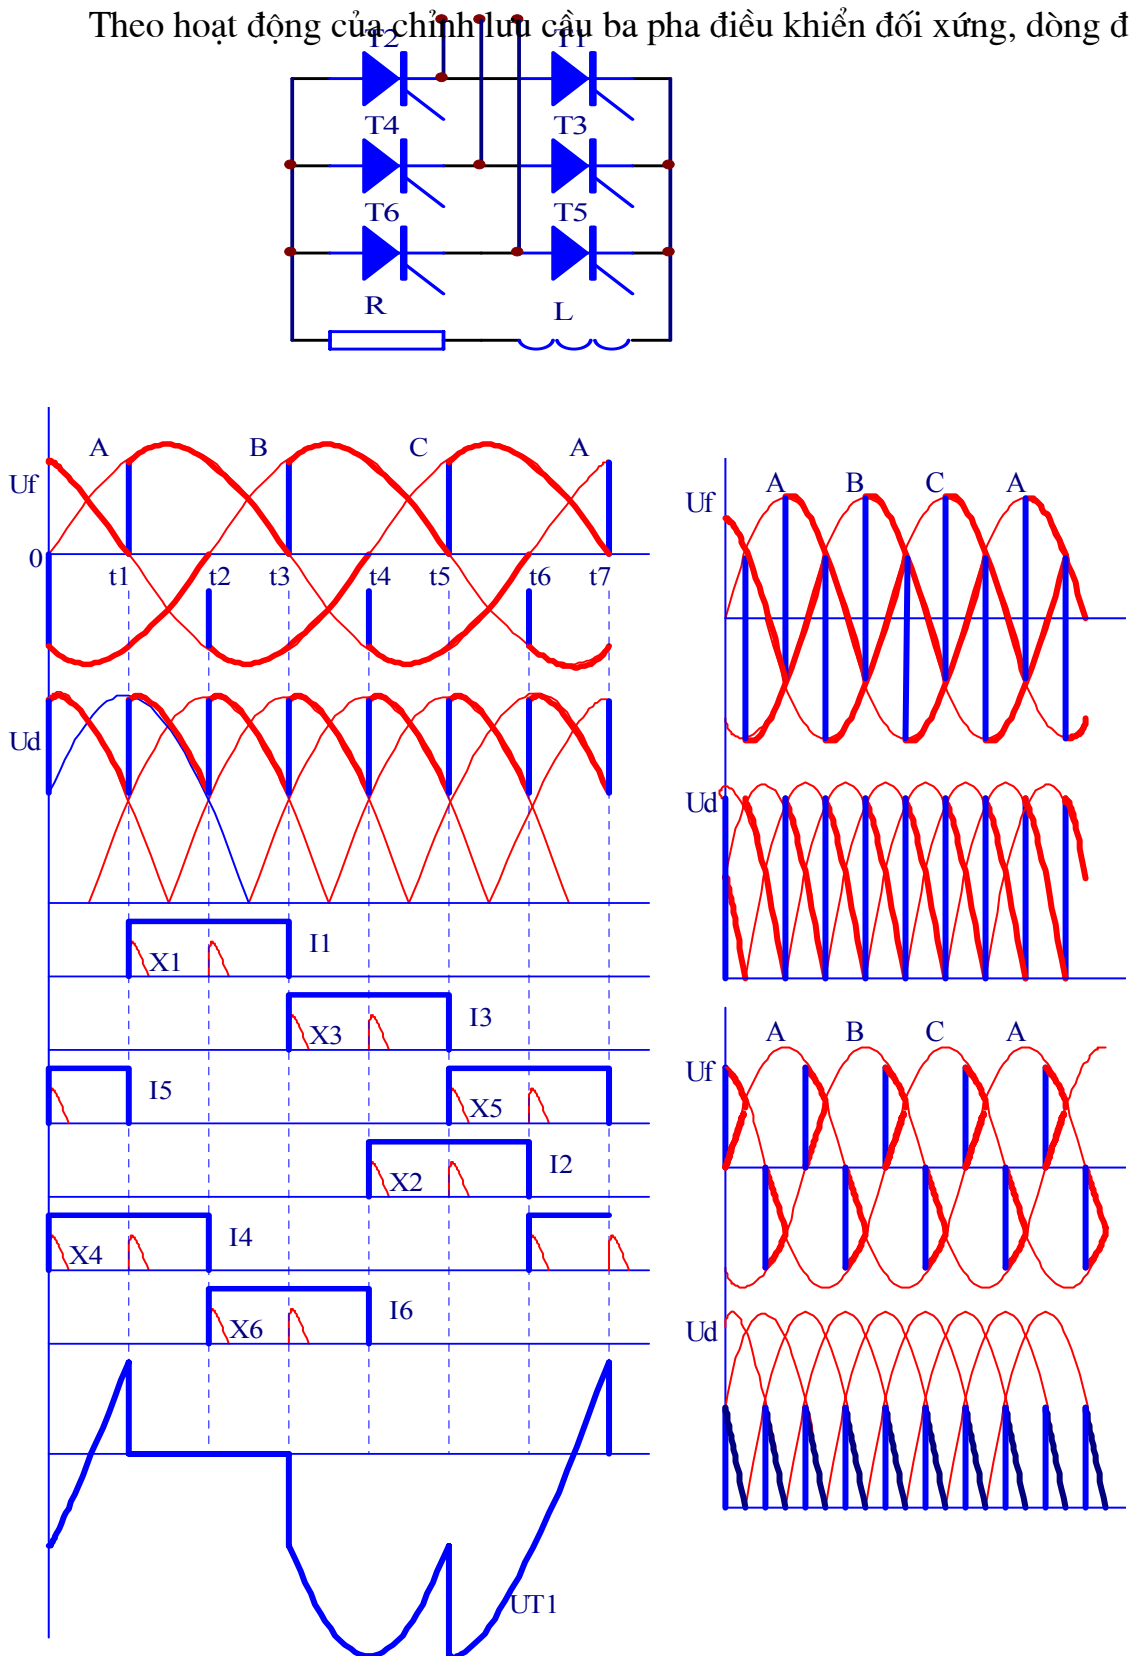 Theo hoạt động của chỉnh lưu cầu ba pha điều khiển đối xứng, dòng đ
T2 T1
T4 T3
T6 T5
R L
A B C A
Uf
0
t1 t2 t3 t4 t5 t6 t7
Ud
X1 I1
X3 I3
I5 X5
X2 I2
X4 I4
X6 I6
UT1
A B C A
Uf
Ud
A B C A
Uf
Ud